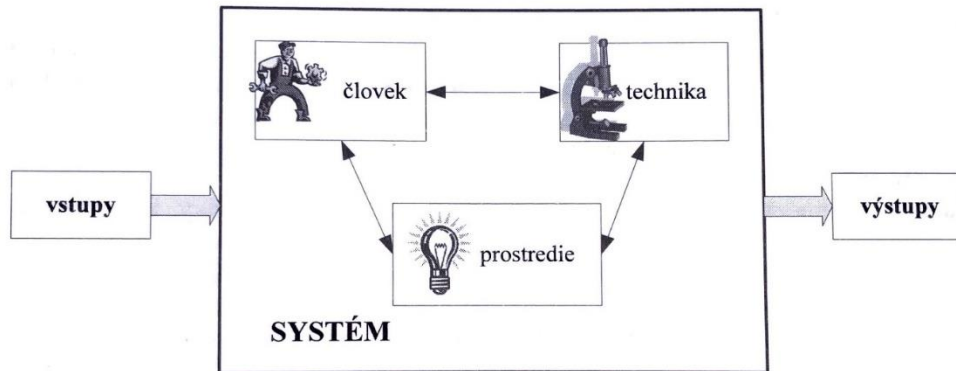 človek
technika
vstupy
výstupy
prostredie
SYSTÉM